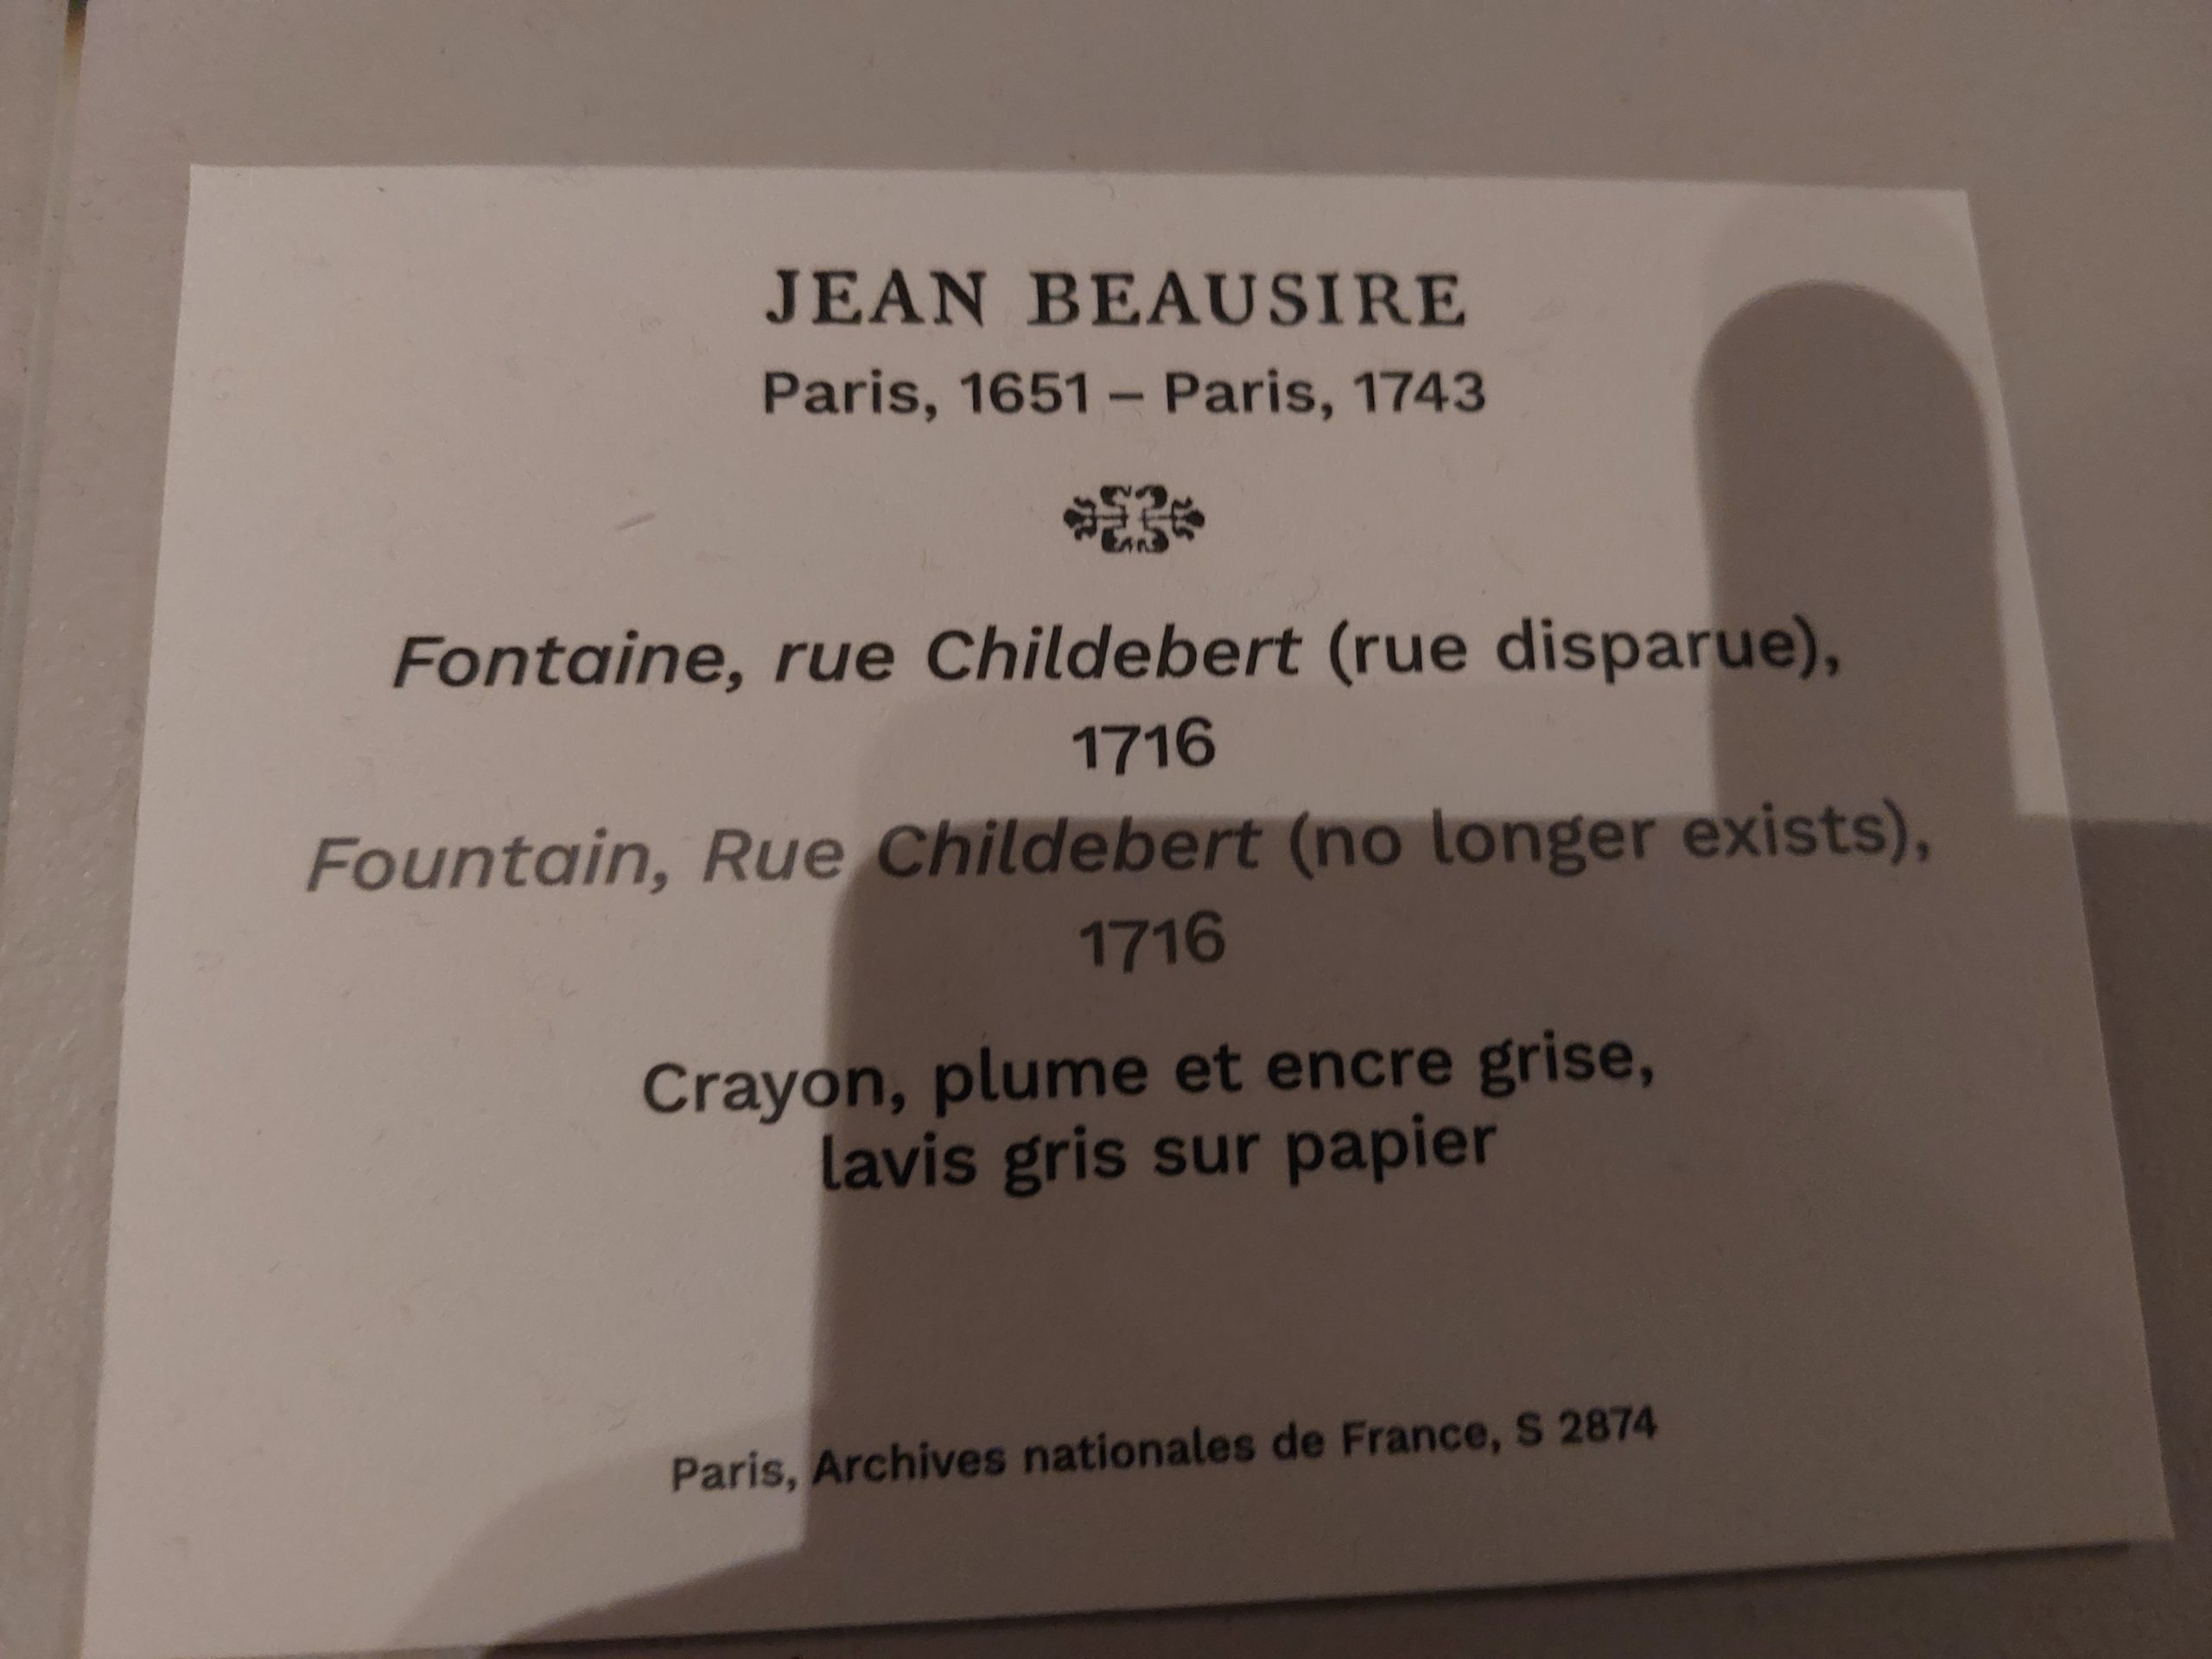 JEAN BEAUSIRE
Paris, 1651 – Paris, 1743
Fontaine, rue Childebert (rue disparue),
1716
Fountain, Rue Childebert (no longer exists),
1716
Crayon, plume et encre grise,
lavis gris sur papier
Paris, Archives nationales de France, S 2874